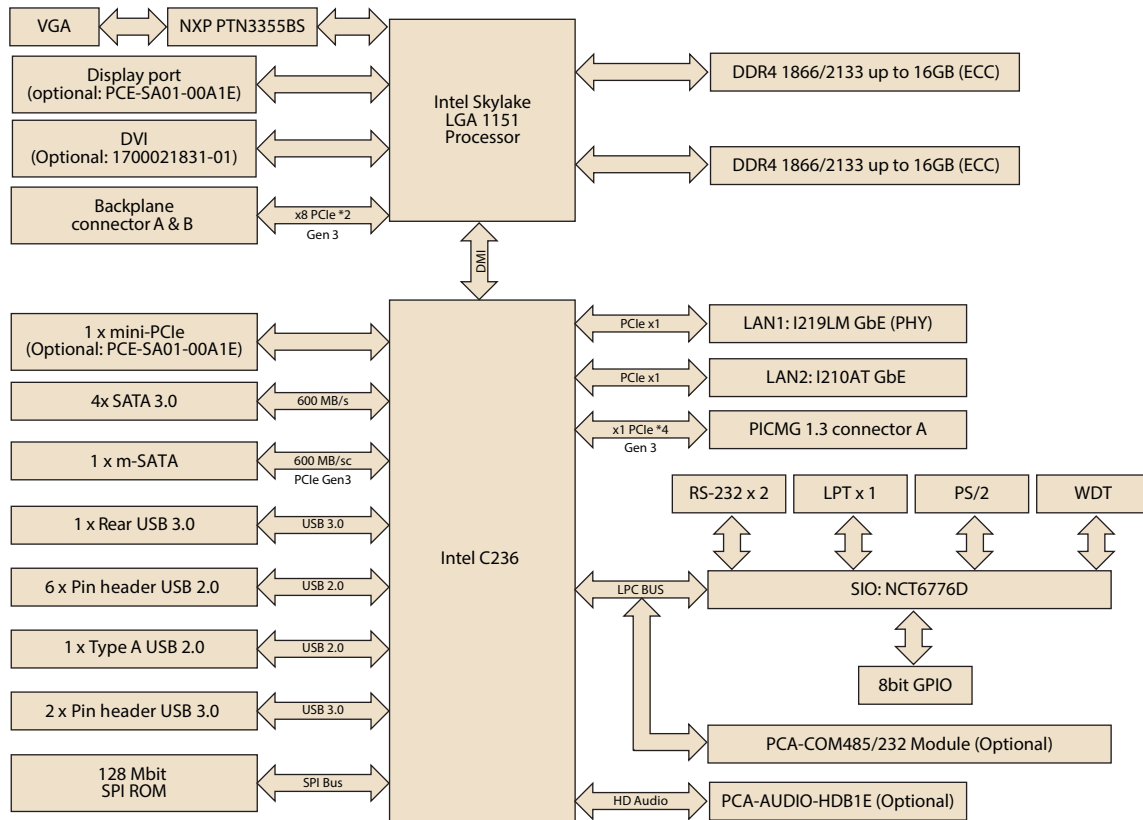 VGA
NXP PTN3355BS
Display port
(optional: PCE-SA01-00A1E)
DVI
(Optional: 1700021831-01)
Backplane
connector A & B
x8 PCIe *2
Gen 3
Intel Skylake
LGA 1151
Processor
DDR4 1866/2133 up to 16GB (ECC)
DDR4 1866/2133 up to 16GB (ECC)
DMI
1 x mini-PCIe
(Optional: PCE-SA01-00A1E)
4x SATA 3.0
600 MB/s
1 x m-SATA
600 MB/sc
PCIe Gen3
1 x Rear USB 3.0
USB 3.0
6 x Pin header USB 2.0
USB 2.0
1 x Type A USB 2.0
USB 2.0
2 x Pin header USB 3.0
USB 3.0
128 Mbit
SPI ROM
SPI Bus
Intel C236
PCIe x1
LAN1: I219LM GbE (PHY)
PCIe x1
LAN2: I210AT GbE
x1 PCIe *4
Gen 3
PICMG 1.3 connector A
RS-232 x 2
LPT x 1
PS/2
WDT
LPC BUS
SIO: NCT6776D
8bit GPIO
PCA-COM485/232 Module (Optional)
HD Audio
PCA-AUDIO-HDB1E (Optional)